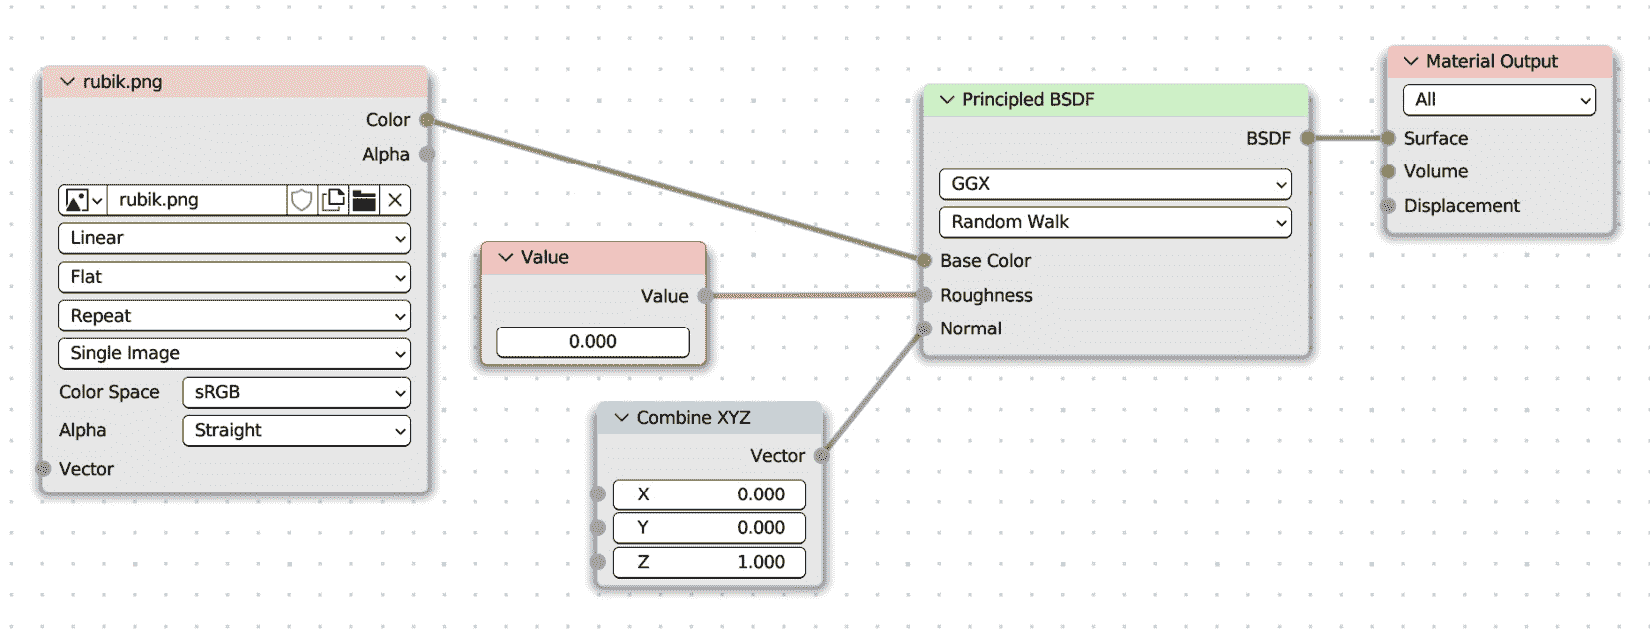 rubik.png
Color
Alpha
rubik.png
Linear
Flat
Repeat
Single Image
Color Space sRGB
Alpha Straight
Vector
Value
Value
0.000
Combine XYZ
Vector
X 0.000
Y 0.000
Z 1.000
Principled BSDF
BSDF
GGX
Random Walk
Base Color
Roughness
Normal
Material Output
All
Surface
Volume
Displacement